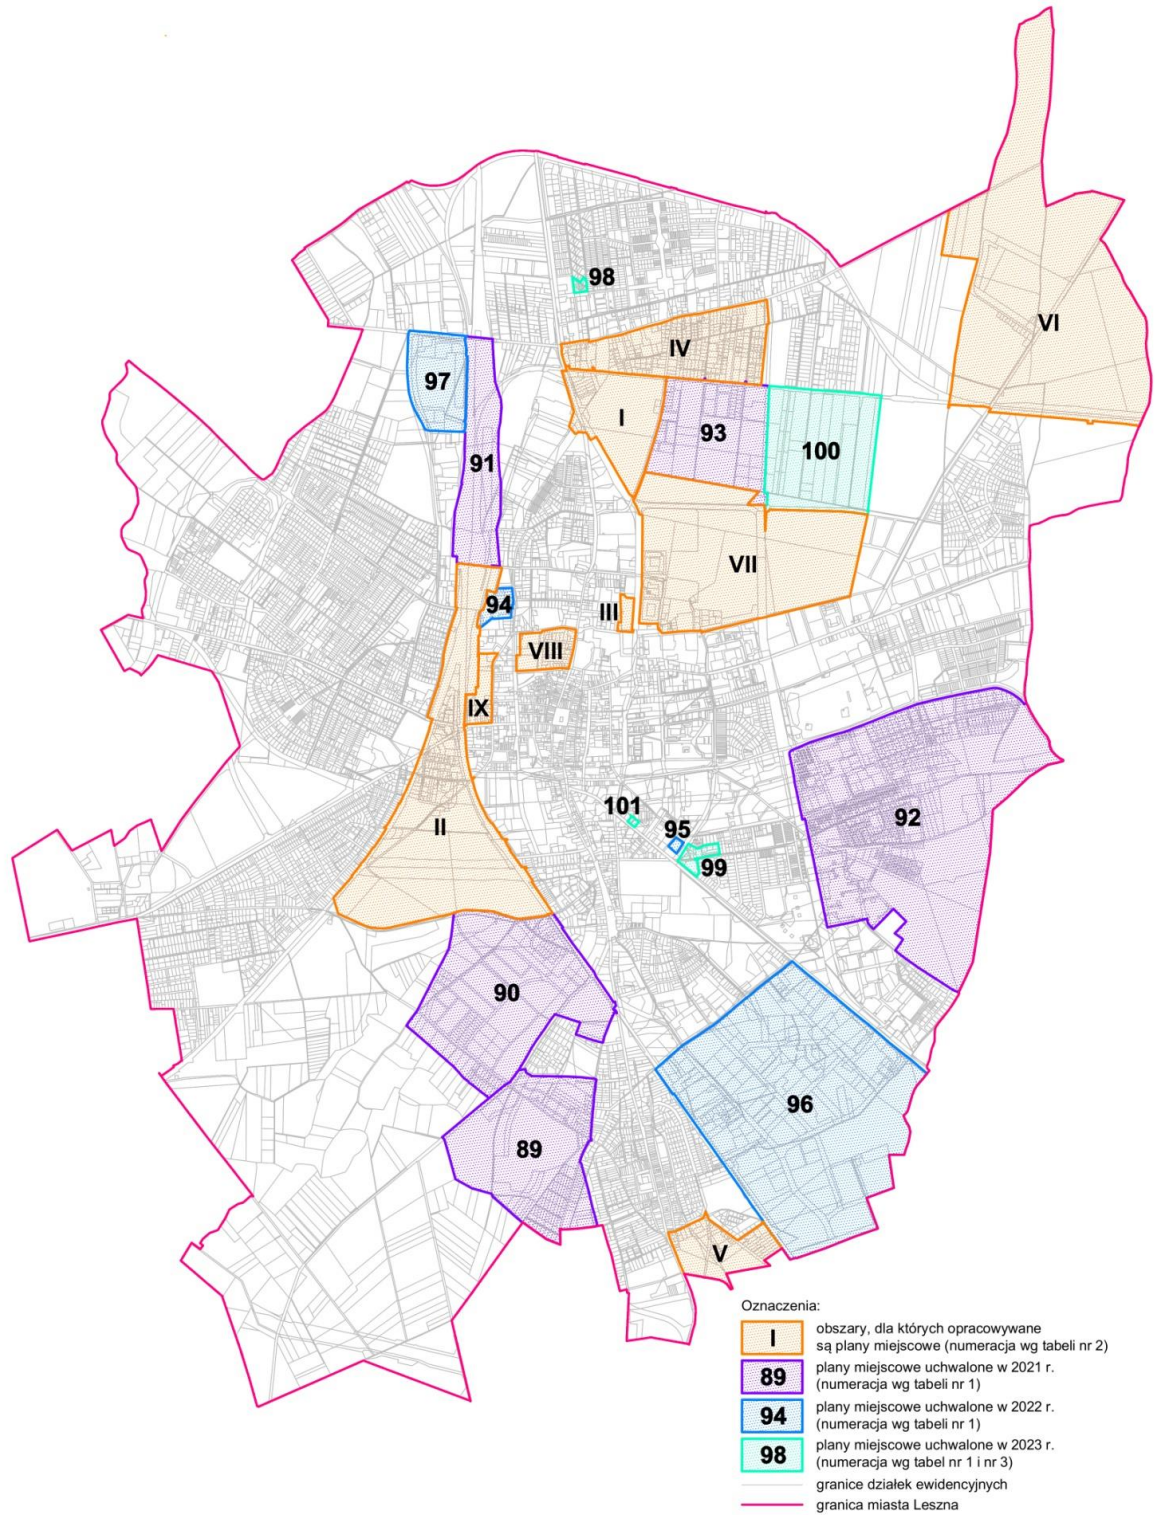 98
VI
IV
97
I
93
100
91
VII
94
III
VIII
IX
101
95
92
II
99
90
96
89
V
Oznaczenia:
I
obszary, dla których opracowywane
są plany miejscowe (numeracja wg tabeli nr 2)
89
plany miejscowe uchwalone w 2021 r.
(numeracja wg tabeli nr 1)
94
plany miejscowe uchwalone w 2022 r.
(numeracja wg tabeli nr 1)
98
plany miejscowe uchwalone w 2023 r.
(numeracja wg tabel nr 1 i nr 3)
granice działek ewidencyjnych
granica miasta Leszna